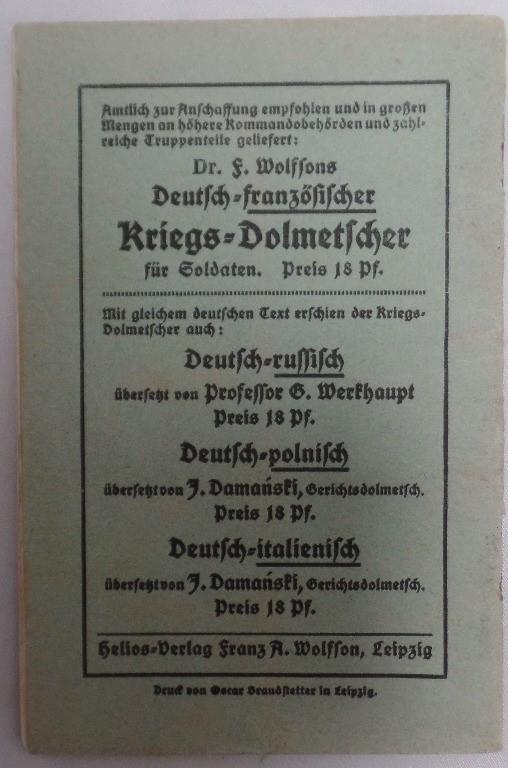 Amtlich zur Anschaffung empfohlen und in großen
Mengen an höhere Kommandobehörden und zahl-
reiche Truppenteile geliefert:
Dr. F. Wolfsons
Deutsch-französischer
Kriegs-Dolmetscher
für Soldaten. Preis 18 Pf.
Mit gleichem deutschen Text erschien der Kriegs-
Dolmetscher auch:
Deutsch-russisch
übersetzt von Professor G. Werkhaupt
Preis 18 Pf.
Deutsch-polnisch
übersetzt von J. Damański, Gerichtsdolmetsch.
Preis 18 Pf.
Deutsch-italienisch
übersetzt von J. Damański, Gerichtsdolmetsch.
Preis 18 Pf.
Helios-Verlag Franz A. Wolfson, Leipzig
Druck von Oscar Brandstetter in Leipzig.